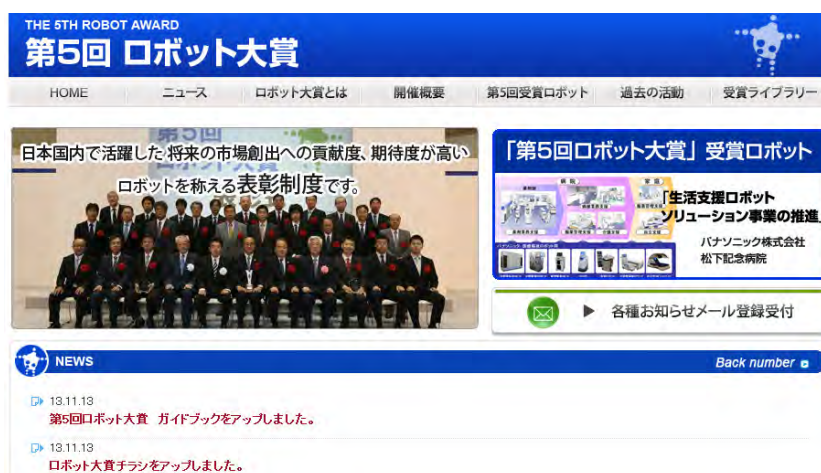 THE 5TH ROBOT AWARD
第5回 ロボット大賞
HOME
ニュース
ロボット大賞とは
開催概要
第5回受賞ロボット
過去の活動
受賞ライブラリー
第5回
日本国内で活躍した 将来の市場創出への貢献度、期待度が高い
ロボットを称える表彰制度です。
「第5回ロボット大賞」 受賞ロボット
病院
家庭
「生活支援ロボット
ソリューション事業の推進」
パナソニック株式会社
松下記念病院
▶ 各種お知らせメール登録受付
NEWS
Back number
13.11.13
第5回ロボット大賞 ガイドブックをアップしました。
13.11.13
ロボット大賞チラシをアップしました。